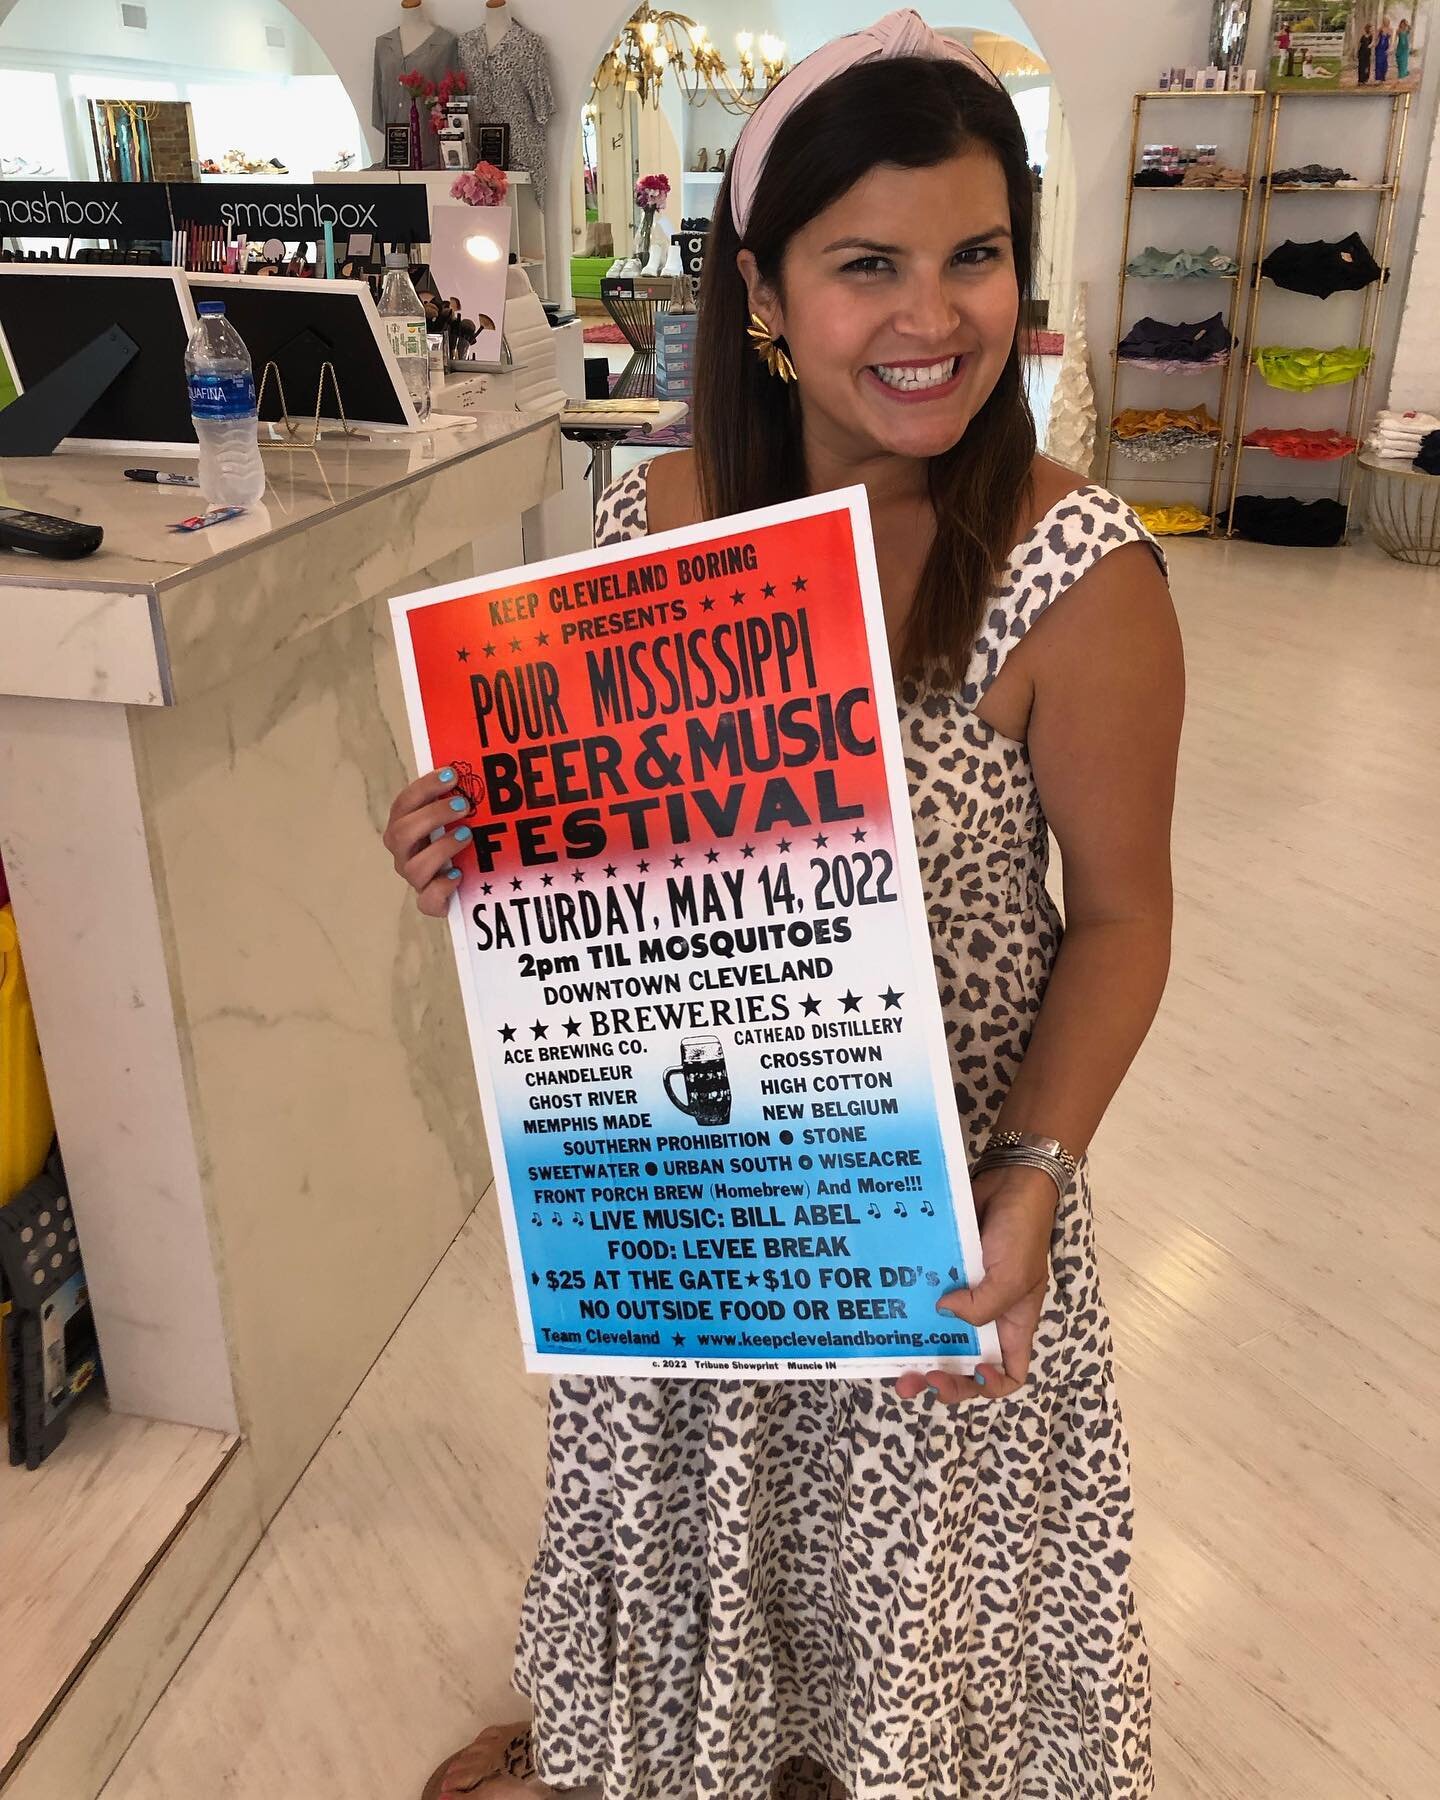 smashbox
AQUAFINA
KEEP CLEVELAND BORING
PRESENTS
POUR MISSISSIPPI
BEER & MUSIC
FESTIVAL
SATURDAY, MAY 14, 2022
2pm TIL MOSQUITOES
DOWNTOWN CLEVELAND
BREWERIES
ACE BREWING CO.
CHANDELEUR
GHOST RIVER
MEMPHIS MADE
CATHEAD DISTILLERY
CROSSTOWN
HIGH COTTON
NEW BELGIUM
SOUTHERN PROHIBITION ● STONE
SWEETWATER ● URBAN SOUTH ● WISEACRE
FRONT PORCH BREW (Homebrew) And More!!!
LIVE MUSIC: BILL ABEL
FOOD: LEVEE BREAK
$25 AT THE GATE ★ $10 FOR DD's
NO OUTSIDE FOOD OR BEER
Team Cleveland ★ www.keepclevelandboring.com
c. 2022 Tribune Showprint Muncie IN